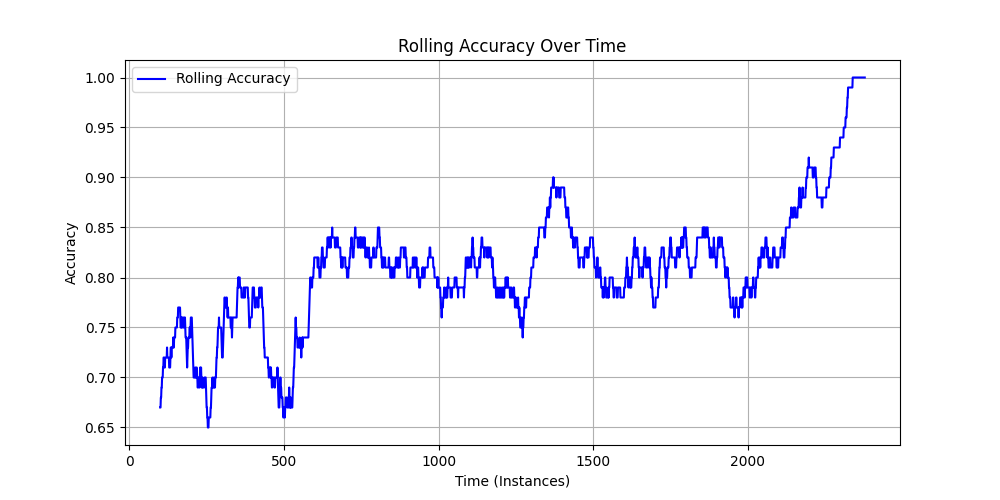 Rolling Accuracy Over Time
Rolling Accuracy
1.00
0.95
0.90
0.85
0.80
0.75
0.70
0.65
Accuracy
0 500 1000 1500 2000
Time (Instances)